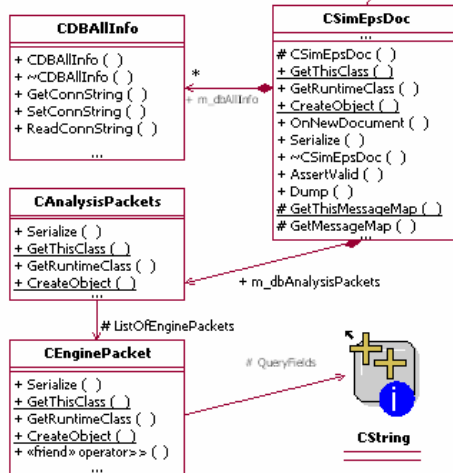 CDBAllInfo
+ CDBAllInfo ( )
+ ~CDBAllInfo ( )
+ GetConnString ( )
+ SetConnString ( )
+ ReadConnString ( )
...
CSimEpsDoc
...
# CSimEpsDoc ( )
+ GetThisClass ( )
+ GetRuntimeClass ( )
+ CreateObject ( )
+ OnNewDocument ( )
+ Serialize ( )
+ ~CSimEpsDoc ( )
+ AssertValid ( )
+ Dump ( )
# GetThisMessageMap ( )
# GetMessageMap ( )
...
*
+ m_dbAllInfo
CAnalysisPackets
+ Serialize ( )
+ GetThisClass ( )
+ GetRuntimeClass ( )
+ CreateObject ( )
...
+ m_dbAnalysisPackets
# ListOfEnginePackets
CEnginePacket
+ Serialize ( )
+ GetThisClass ( )
+ GetRuntimeClass ( )
+ CreateObject ( )
+ «friend» operator>> ( )
...
# QueryFields
i
CString